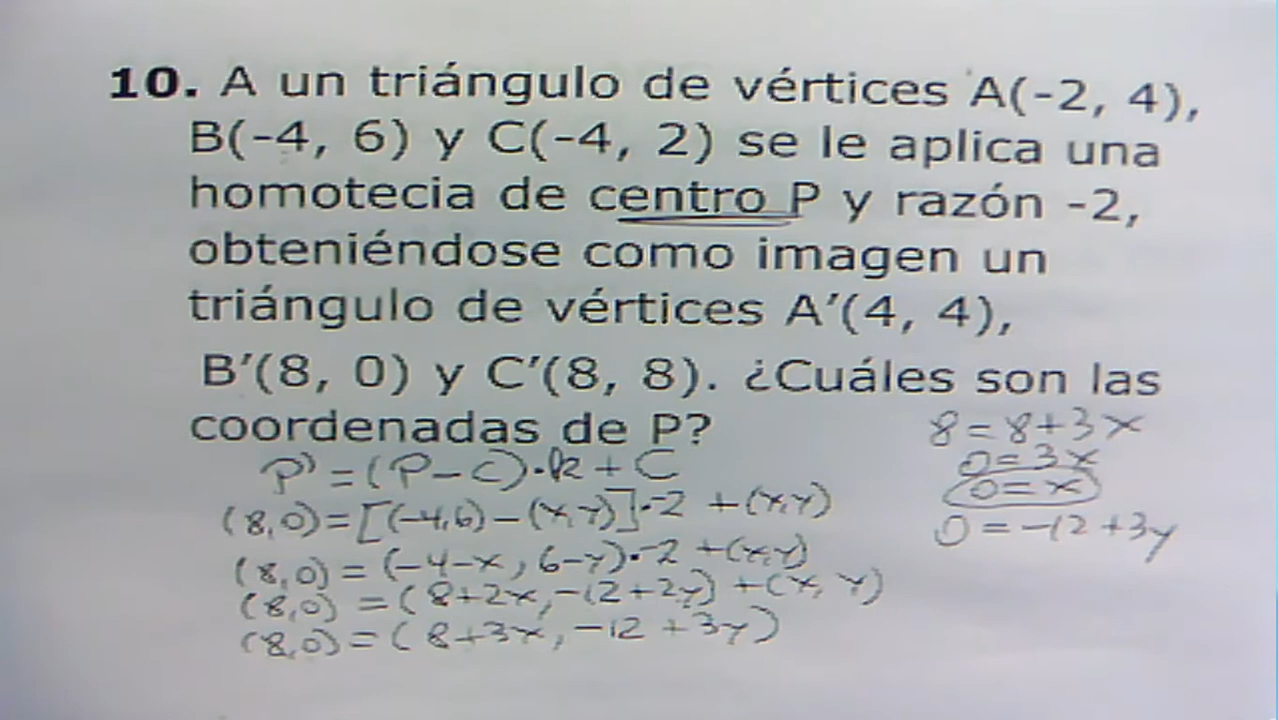 10. A un triángulo de vértices A(-2, 4),
B(-4, 6) y C(-4, 2) se le aplica una
homotecia de centro P y razón -2,
obteniéndose como imagen un
triángulo de vértices A′(4, 4),
B′(8, 0) y C′(8, 8). ¿Cuáles son las
coordenadas de P?
P' = (P-C)·k + C
(8,0)=[(-4,6)-(x,y)]·-2 +(x,y)
(8,0)=(-4-x, 6-y)·-2 +(x,y)
(8,0) =(8+2x,-12+2y) +(x, y)
(8,0)=(8+3x, -12 +3y)
8=8+3x
0=3x
0=x
0=-12+3y